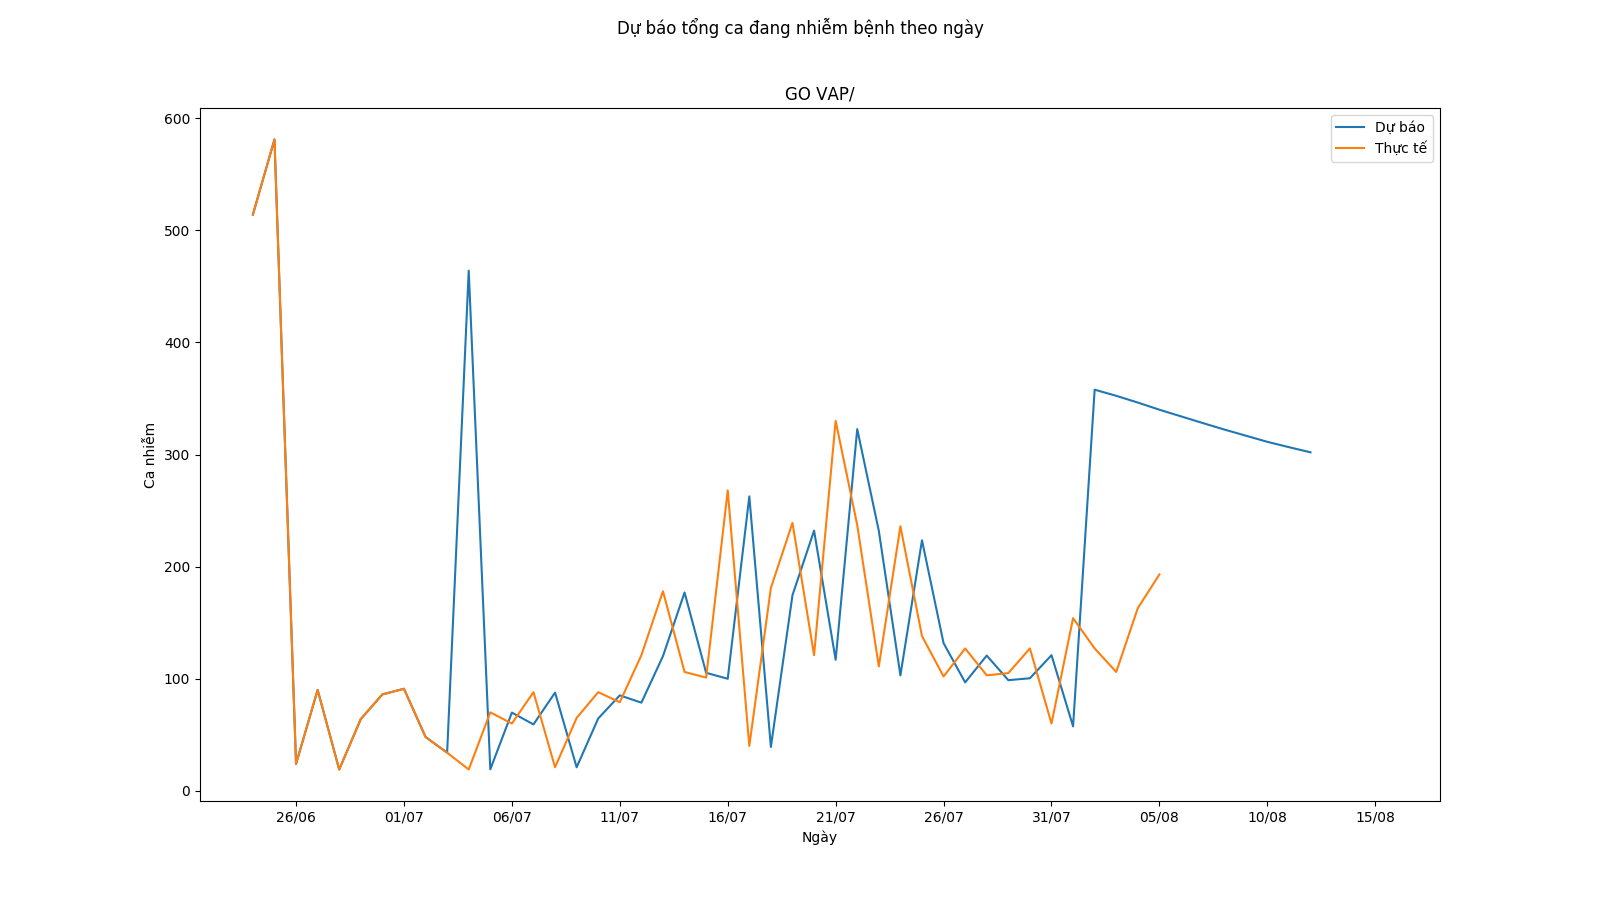 Dự báo tổng ca đang nhiễm bệnh theo ngày
GO VAP/
Dự báo
Thực tế
600
500
400
300
200
100
0
Ca nhiễm
26/06 01/07 06/07 11/07 16/07 21/07 26/07 31/07 05/08 10/08 15/08
Ngày